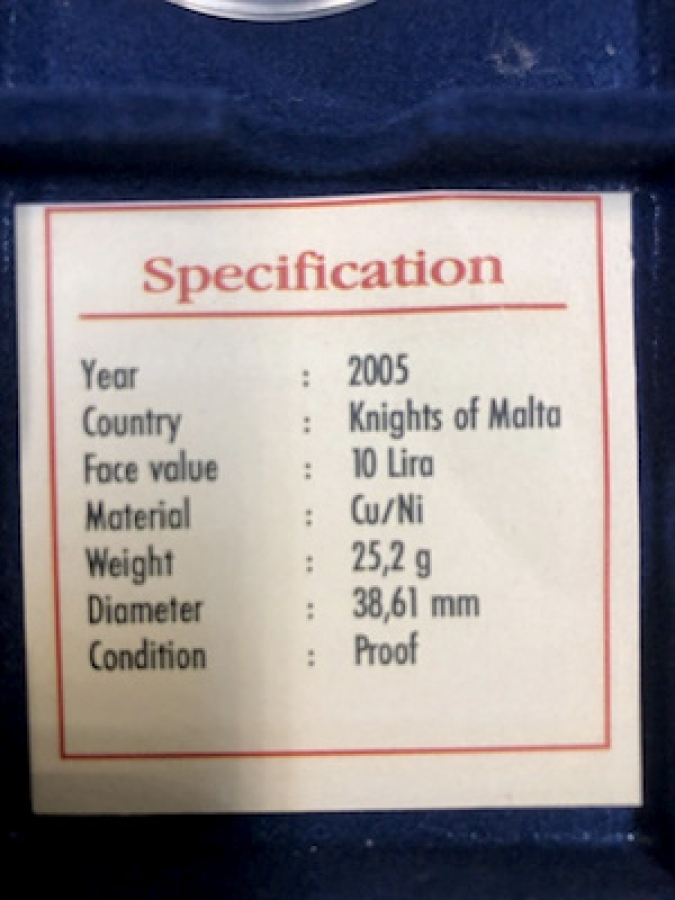 Specification
Year : 2005
Country : Knights of Malta
Face value : 10 Lira
Material : Cu/Ni
Weight : 25,2 g
Diameter : 38,61 mm
Condition : Proof